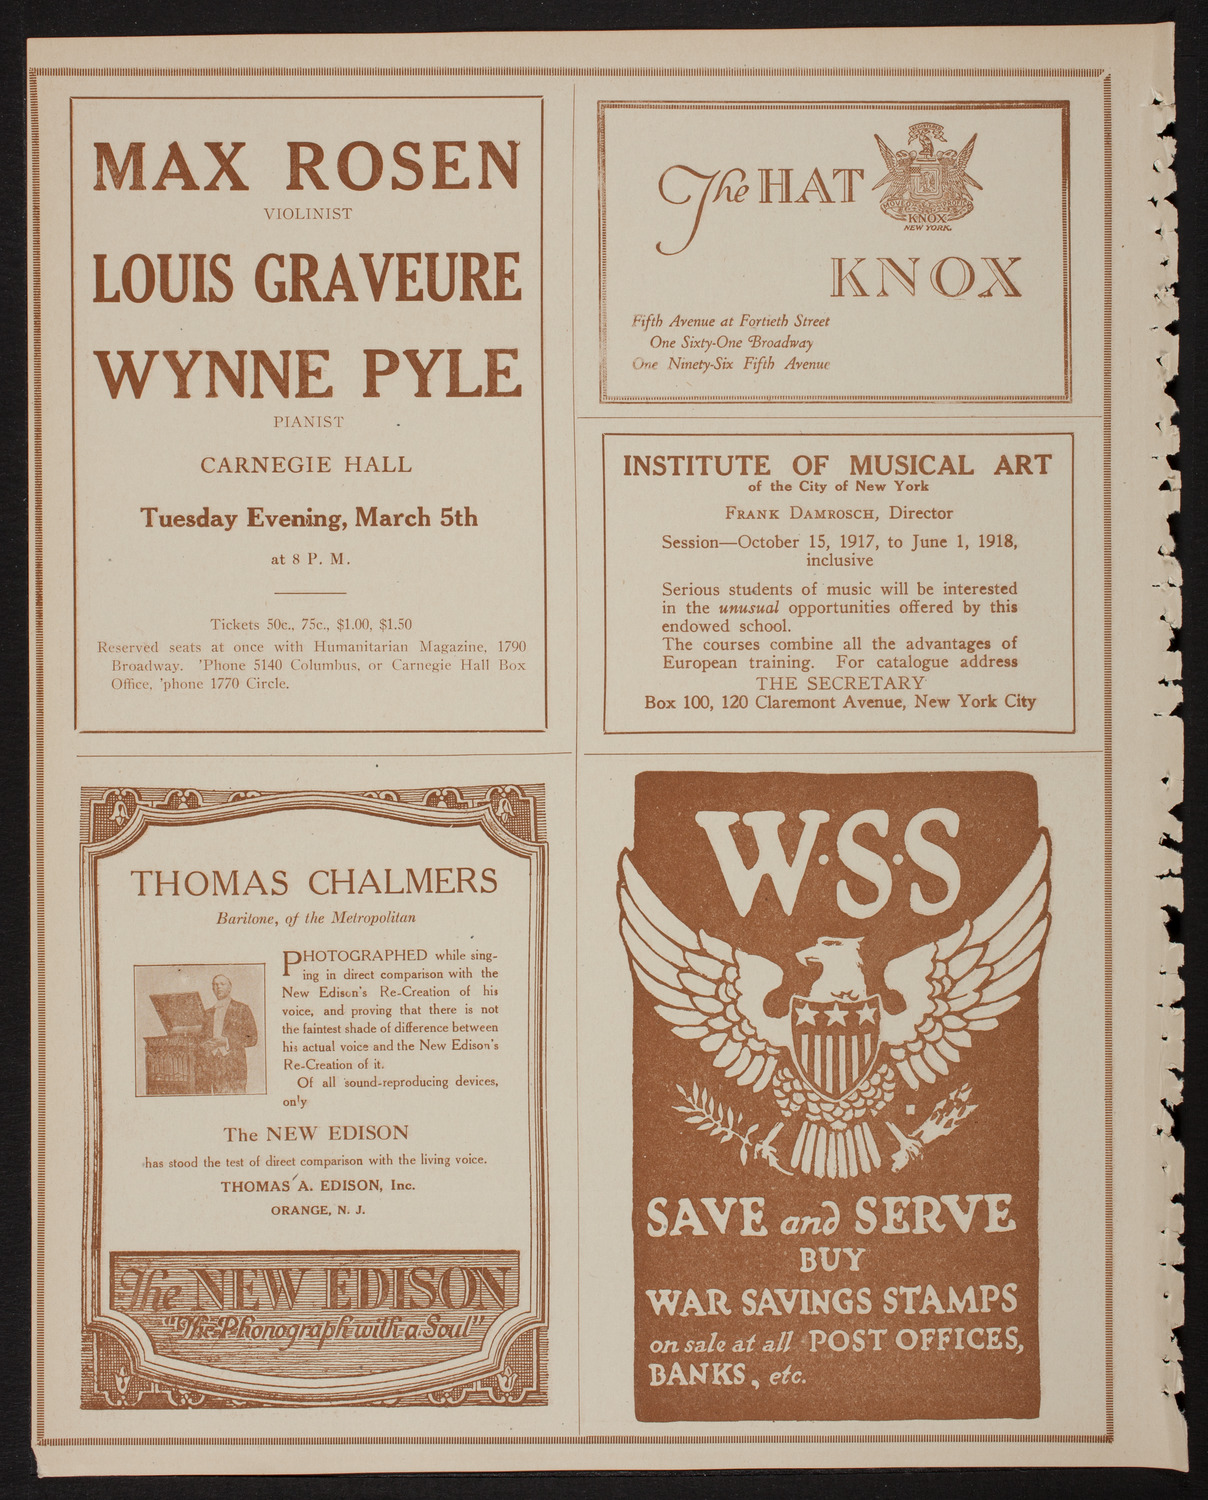 MAX ROSEN
VIOLINIST
LOUIS GRAVEURE
WYNNE PYLE
PIANIST
CARNEGIE HALL
Tuesday Evening, March 5th
at 8 P. M.
Tickets 50c., 75c., $1.00, $1.50
Reserved seats at once with Humanitarian Magazine, 1790
Broadway. 'Phone 5140 Columbus, or Carnegie Hall Box
Office, 'phone 1770 Circle.
The HAT
KNOX
NEW YORK.
KNOX
Fifth Avenue at Fortieth Street
One Sixty-One Broadway
One Ninety-Six Fifth Avenue
INSTITUTE OF MUSICAL ART
of the City of New York
FRANK DAMROSCH, Director
Session—October 15, 1917, to June 1, 1918,
inclusive
Serious students of music will be interested
in the unusual opportunities offered by this
endowed school.
The courses combine all the advantages of
European training. For catalogue address
THE SECRETARY
Box 100, 120 Claremont Avenue, New York City
THOMAS CHALMERS
Baritone, of the Metropolitan
PHOTOGRAPHED while sing-
ing in direct comparison with the
New Edison's Re-Creation of his
voice, and proving that there is not
the faintest shade of difference between
his actual voice and the New Edison's
Re-Creation of it.
Of all sound-reproducing devices,
only
The NEW EDISON
has stood the test of direct comparison with the living voice.
THOMAS A. EDISON, Inc.
ORANGE, N. J.
The NEW EDISON
"The Phonograph with a Soul"
W·S·S
SAVE and SERVE
BUY
WAR SAVINGS STAMPS
on sale at all POST OFFICES,
BANKS, etc.